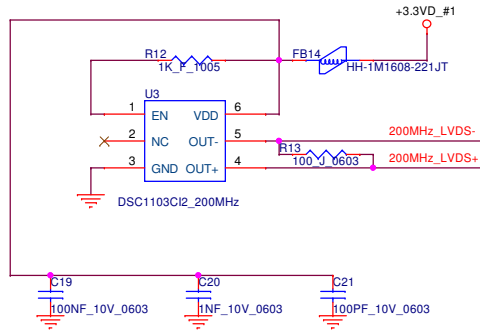 +3.3VD_#1
R12
1K_F_1005
FB14
HH-1M1608-221JT
U3
1 EN VDD 6
2 NC OUT- 5
3 GND OUT+ 4
200MHz_LVDS-
R13
100_J_0603
200MHz_LVDS+
DSC1103CI2_200MHz
C19
100NF_10V_0603
C20
1NF_10V_0603
C21
100PF_10V_0603